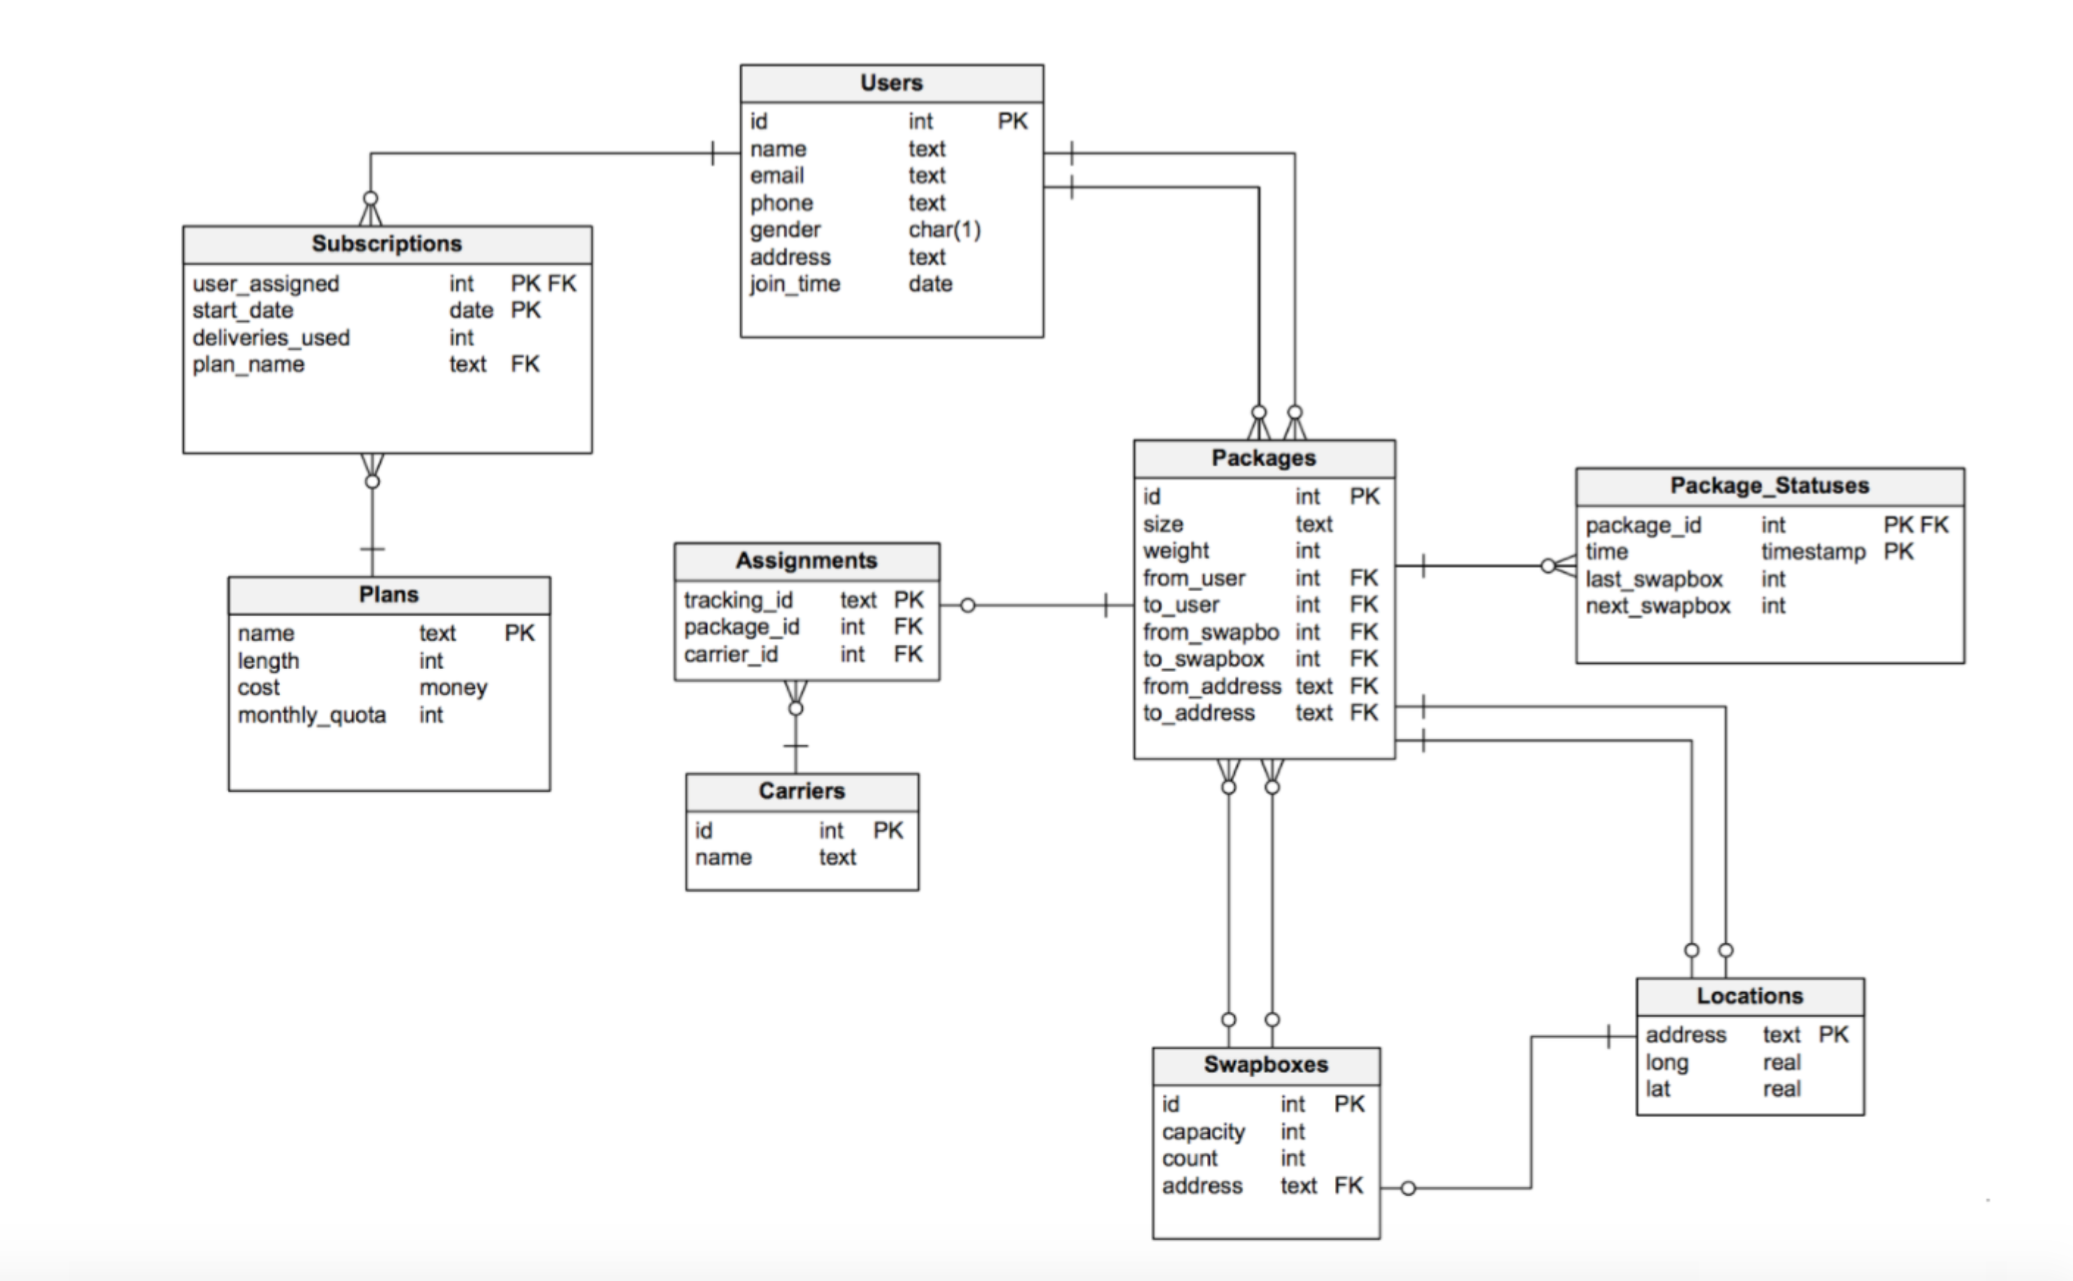 Users
id int PK
name text
email text
phone text
gender char(1)
address text
join_time date
Subscriptions
user_assigned int PK FK
start_date date PK
deliveries_used int
plan_name text FK
Plans
name text PK
length int
cost money
monthly_quota int
Assignments
tracking_id text PK
package_id int FK
carrier_id int FK
Carriers
id int PK
name text
Packages
id int PK
size text
weight int
from_user int FK
to_user int FK
from_swapbo int FK
to_swapbox int FK
from_address text FK
to_address text FK
Package_Statuses
package_id int PK FK
time timestamp PK
last_swapbox int
next_swapbox int
Swapboxes
id int PK
capacity int
count int
address text FK
Locations
address text PK
long real
lat real